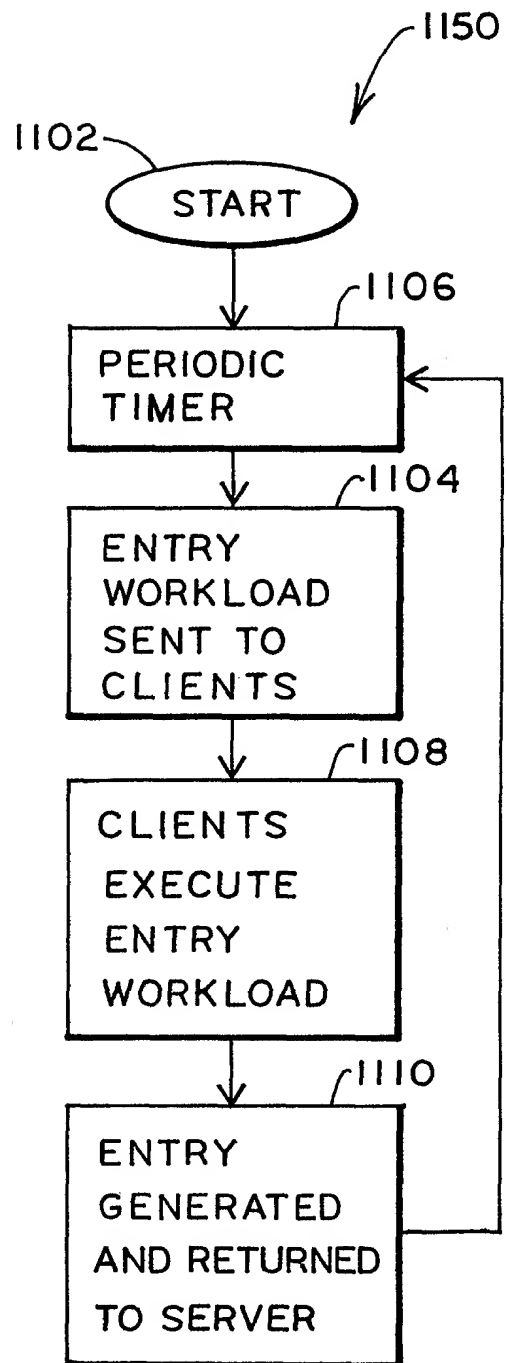 1150
1102
START
1106
PERIODIC
TIMER
1104
ENTRY
WORKLOAD
SENT TO
CLIENTS
1108
CLIENTS
EXECUTE
ENTRY
WORKLOAD
1110
ENTRY
GENERATED
AND RETURNED
TO SERVER